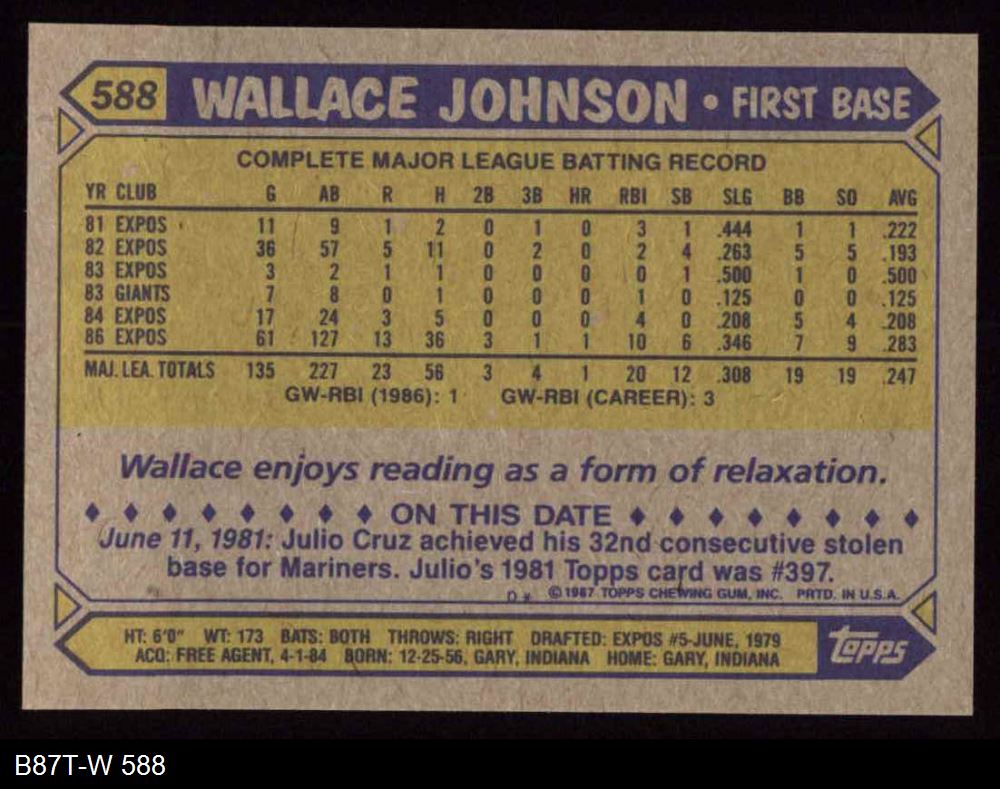 588 WALLACE JOHNSON • FIRST BASE
COMPLETE MAJOR LEAGUE BATTING RECORD
YR CLUB G AB R H 2B 3B HR RBI SB SLG BB SO AVG
81 EXPOS 11 9 1 2 0 1 0 3 1 .444 1 1 .222
82 EXPOS 36 57 5 11 0 2 0 2 4 .263 5 5 .193
83 EXPOS 3 2 1 1 0 0 0 0 1 .500 1 0 .500
83 GIANTS 7 8 0 1 0 0 0 1 0 .125 0 0 .125
84 EXPOS 17 24 3 5 0 0 0 4 0 .208 5 4 .208
86 EXPOS 61 127 13 36 3 1 1 10 6 .346 7 9 .283
MAJ. LEA. TOTALS 135 227 23 56 3 4 1 20 12 .308 19 19 .247
GW-RBI (1986): 1 GW-RBI (CAREER): 3
Wallace enjoys reading as a form of relaxation.
♦ ♦ ♦ ♦ ♦ ♦ ♦ ♦ ON THIS DATE ♦ ♦ ♦ ♦ ♦ ♦ ♦ ♦
June 11, 1981: Julio Cruz achieved his 32nd consecutive stolen
base for Mariners. Julio's 1981 Topps card was #397.
D* ©1987 TOPPS CHEWING GUM, INC. PRTD. IN U.S.A.
HT: 6'0" WT: 173 BATS: BOTH THROWS: RIGHT DRAFTED: EXPOS #5-JUNE, 1979
ACQ: FREE AGENT, 4-1-84 BORN: 12-25-56, GARY, INDIANA HOME: GARY, INDIANA
Topps
B87T-W 588